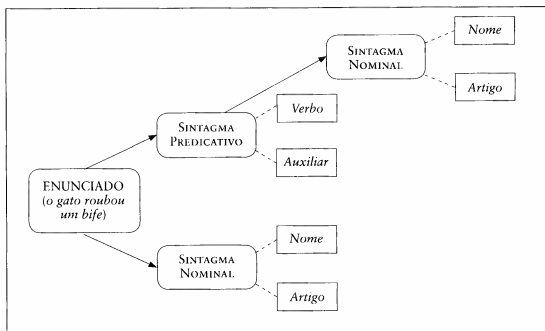 Nome
SINTAGMA
NOMINAL
Artigo
Verbo
SINTAGMA
PREDICATIVO
Auxiliar
ENUNCIADO
(o gato roubou
um bife)
Nome
SINTAGMA
NOMINAL
Artigo